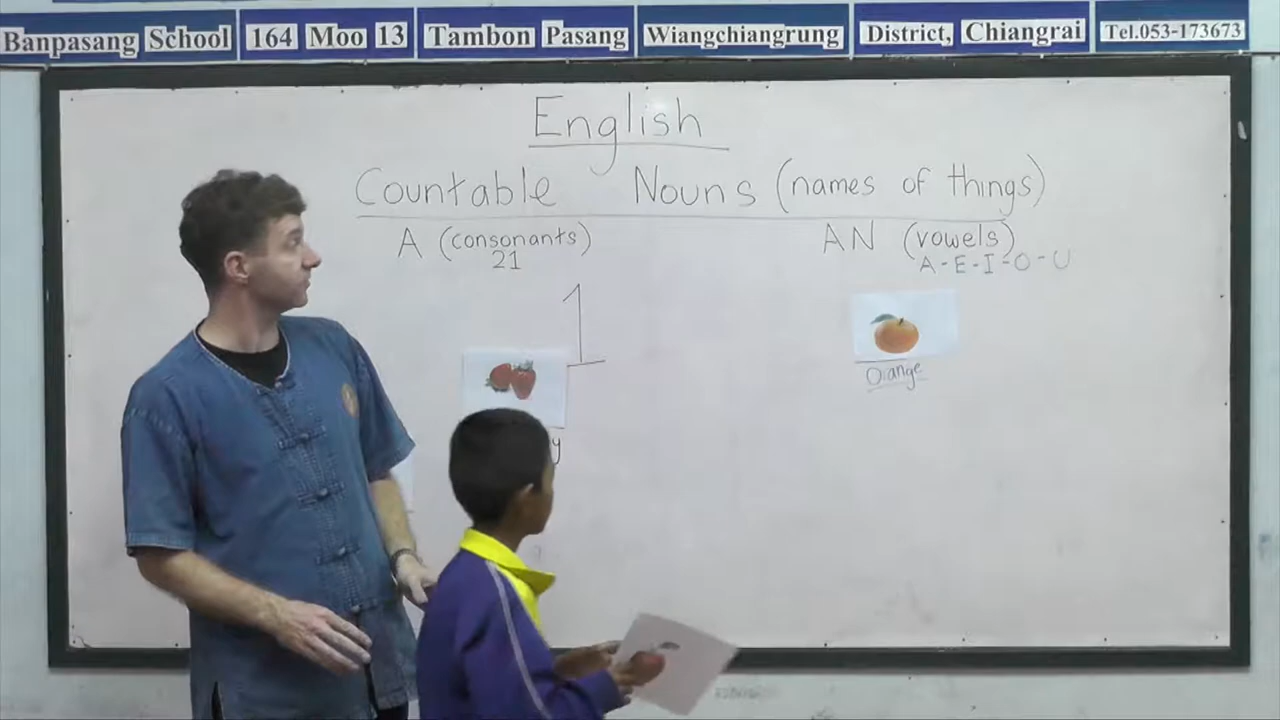 Banpasang School 164 Moo 13 Tambon Pasang Wiangchiangrung District, Chiangrai Tel.053-173673
English
Countable Nouns (names of things)
A (consonants)
21
AN (vowels)
A-E-I-O-U
1
Orange
y